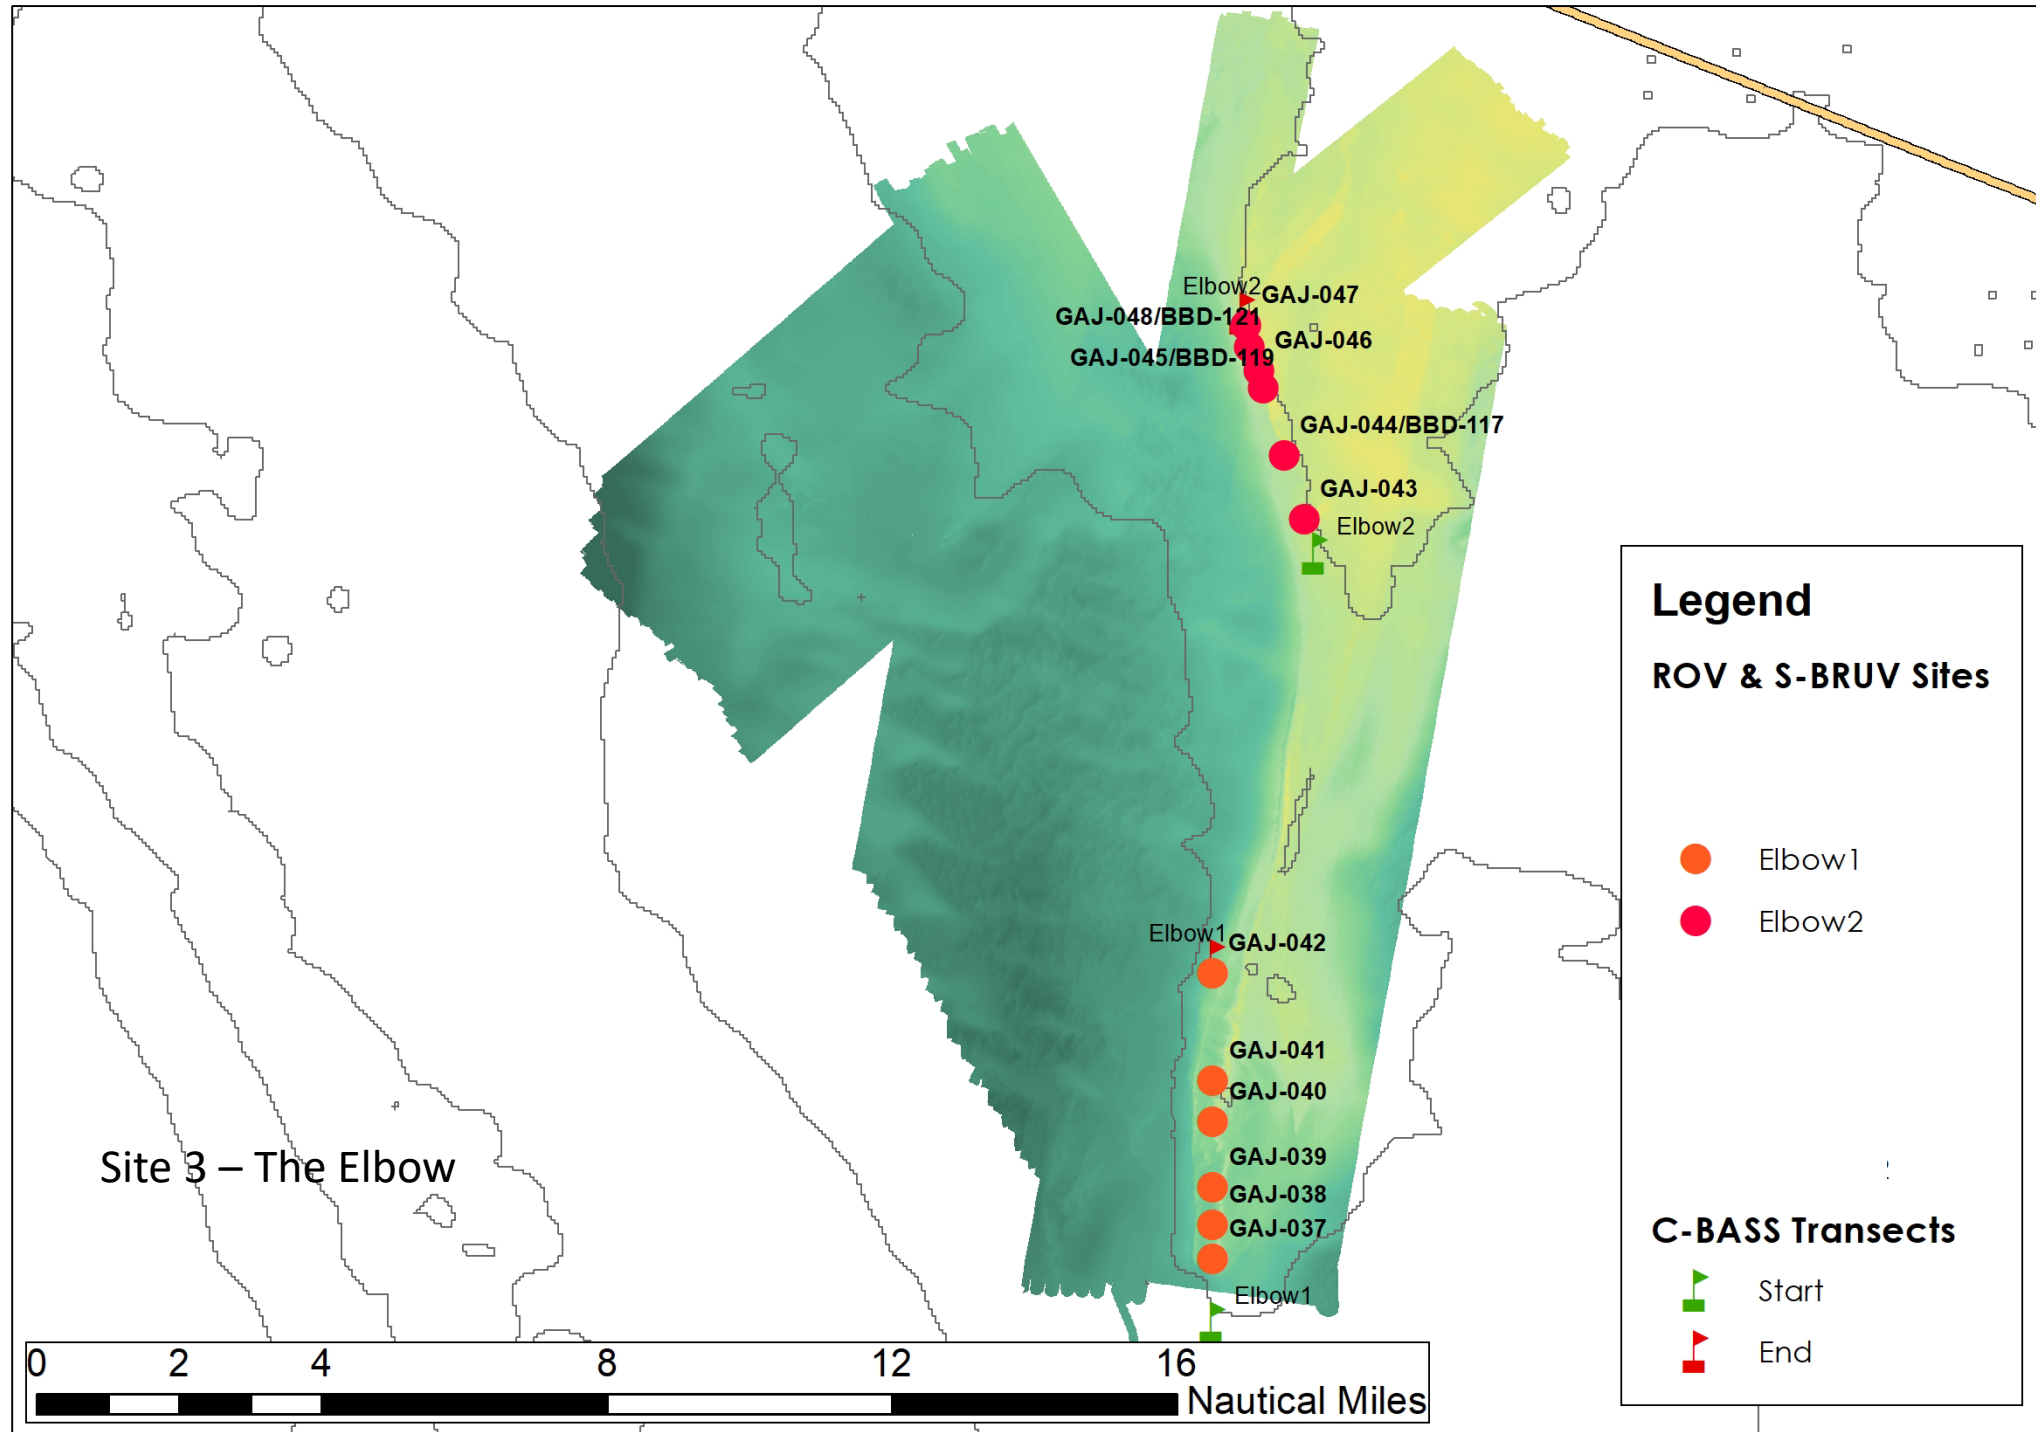 Elbow2
GAJ-047
GAJ-048/BBD-121
GAJ-046
GAJ-045/BBD-119
GAJ-044/BBD-117
GAJ-043
Elbow2
Legend
ROV & S-BRUV Sites
Elbow1
Elbow2
Elbow1
GAJ-042
GAJ-041
GAJ-040
GAJ-039
GAJ-038
GAJ-037
Elbow1
Site 3 – The Elbow
C-BASS Transects
Start
End
0 2 4 8 12 16
Nautical Miles